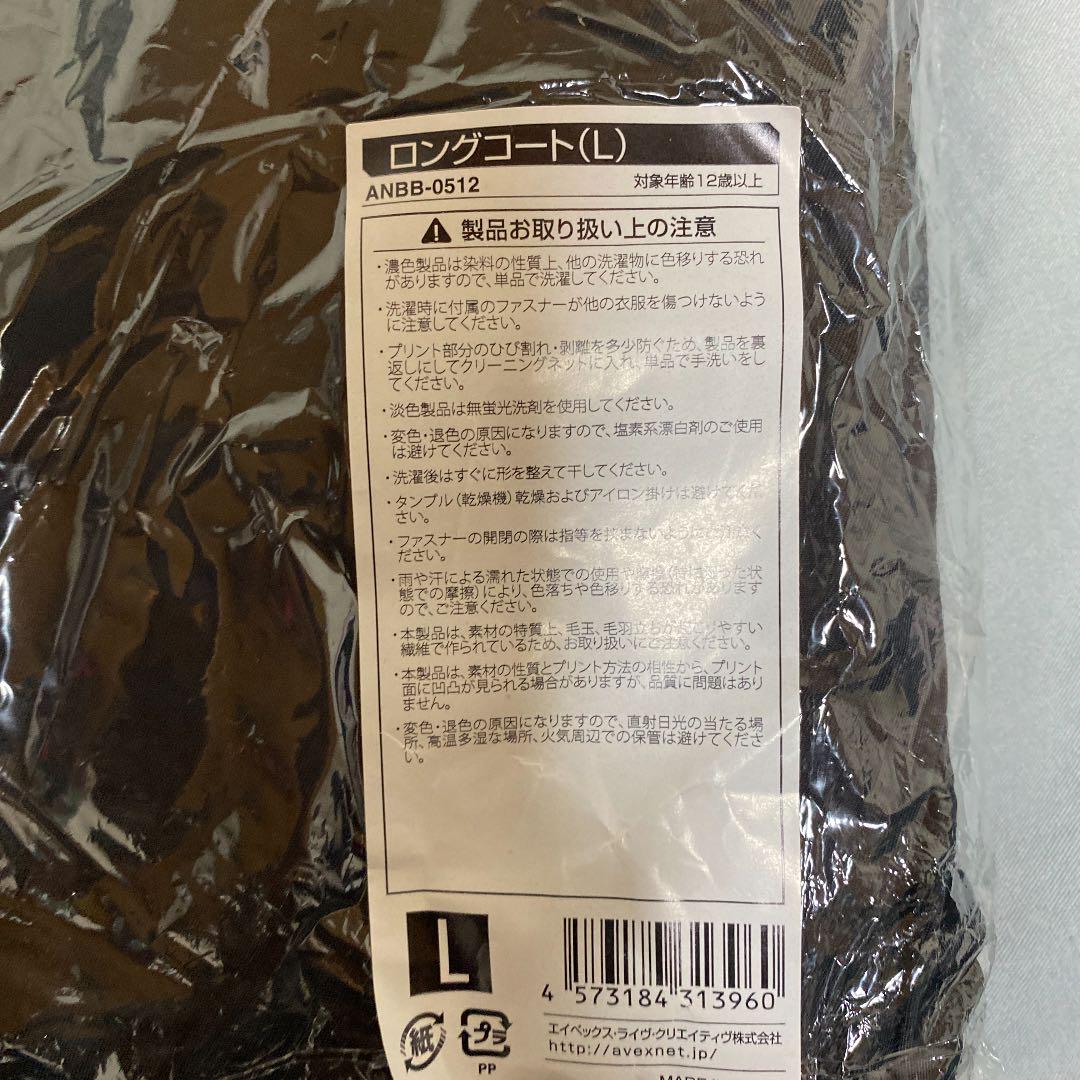 ロングコート(L)
ANBB-0512
対象年齢12歳以上
製品お取り扱い上の注意
・濃色製品は染料の性質上、他の洗濯物に色移りする恐れ
がありますので、単品で洗濯してください。
・洗濯時に付属のファスナーが他の衣服を傷つけないよう
に注意してください。
・プリント部分のひび割れ・剥離を多少防ぐため、製品を裏
返しにしてクリーニングネットに入れ、単品で手洗いをし
てください。
・淡色製品は無蛍光洗剤を使用してください。
・変色・退色の原因になりますので、塩素系漂白剤のご使用
は避けてください。
・洗濯後はすぐに形を整えて干してください。
・タンブル(乾燥機)乾燥およびアイロン掛けは避けてくだ
さい。
・ファスナーの開閉の際は指等を挟まないように
ください。
・雨や汗による濡れた状態での使用や摩擦(特に湿った状
態での摩擦)により、色落ちや色移りする恐れがあります
ので、ご注意ください。
・本製品は、素材の特質上、毛玉、毛羽立ちが やすい
繊維で作られているため、お取り扱いにご注意ください。
・本製品は、素材の性質とプリント方法の相性から、プリント
面に凹凸が見られる場合がありますが、品質に問題はあり
ません。
・変色・退色の原因になりますので、直射日光の当たる場
所、高温多湿な場所、火気周辺での保管は避けてくださ
い。
L
4 573184 313960
紙
プラ
PP
エイベックス・ライヴ・クリエイティヴ株式会社
http://avexnet.jp/
MADE